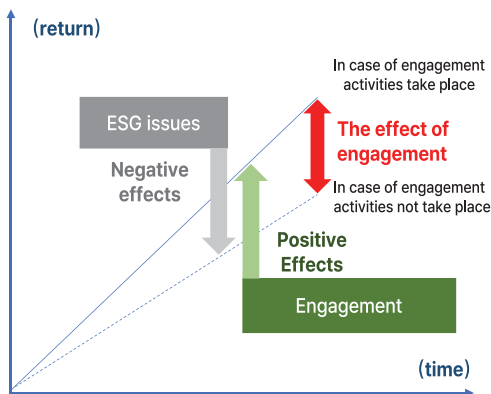 (return)
In case of engagement
activities take place
ESG issues
The effect of
engagement
Negative
effects
In case of engagement
activities not take place
Positive
Effects
Engagement
(time)